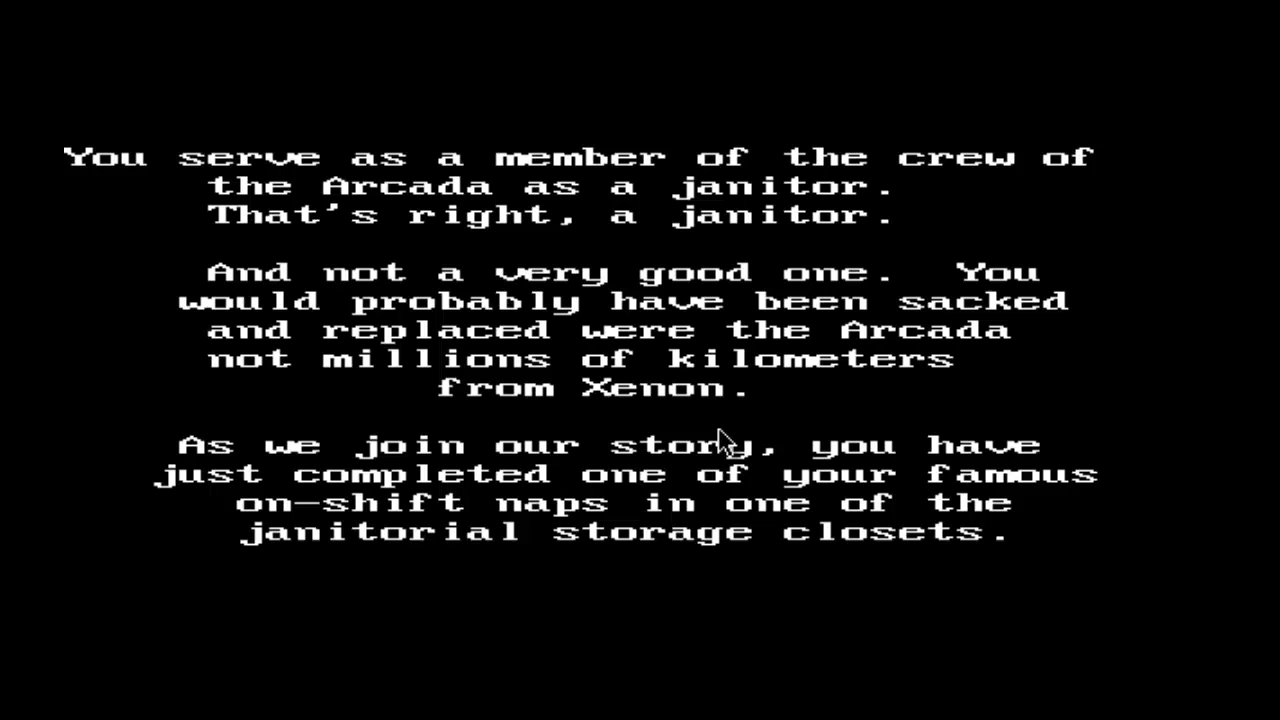 You serve as a member of the crew of
the Arcada as a janitor.
That's right, a janitor.
And not a very good one.  You
would probably have been sacked
and replaced were the Arcada
not millions of kilometers
from Xenon.
As we join our story, you have
just completed one of your famous
on-shift naps in one of the
janitorial storage closets.